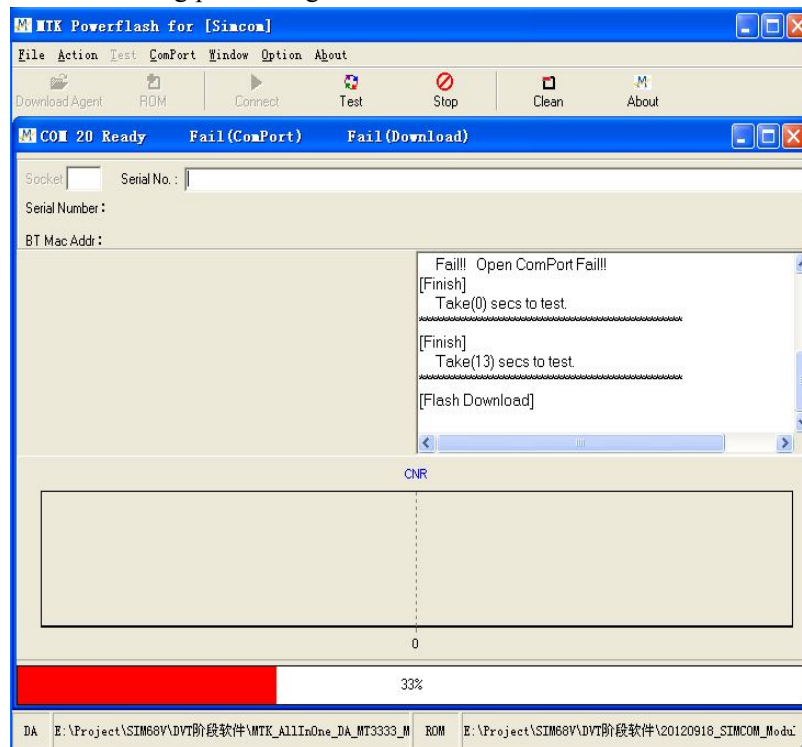 MTK Powerflash for [Simcom]
File Action Test ComPort Window Option About
Download Agent ROM Connect Test Stop Clean About
COM 20 Ready Fail(ComPort) Fail(Download)
Socket Serial No. :
Serial Number:
BT Mac Addr:
Fail!! Open ComPort Fail!!
[Finish]
Take(0) secs to test.
[Finish]
Take(13) secs to test.
[Flash Download]
CNR
0
33%
DA E:\Project\SIM68V\DVT阶段软件\MTK_AllInOne_DA_MT3333_M ROM E:\Project\SIM68V\DVT阶段软件\20120918_SIMCOM_Modul